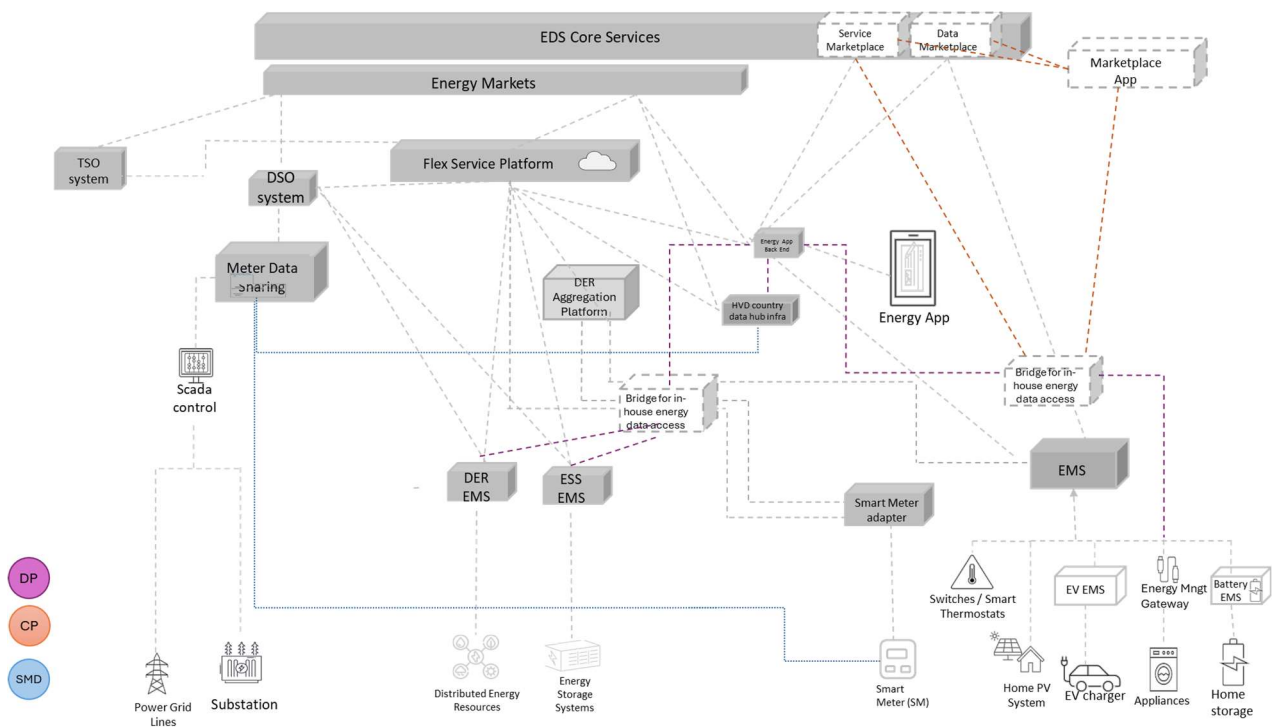 EDS Core Services
Service
Marketplace
Data
Marketplace
Marketplace
App
Energy Markets
TSO
system
Flex Service Platform
DSO
system
Energy App
Back End
Meter Data
Sharing
DER
Aggregation
Platform
HVD country
data hub infra
Energy App
Scada
control
Bridge for in-
house energy
data access
Bridge for in-
house energy
data access
DER
EMS
ESS
EMS
EMS
Smart Meter
adapter
DP
CP
SMD
Switches / Smart
Thermostats
EV EMS
Energy Mngt
Gateway
Battery
EMS
Power Grid
Lines
Substation
Distributed Energy
Resources
Energy
Storage
Systems
Smart
Meter (SM)
Home PV
System
EV charger
Appliances
Home
storage